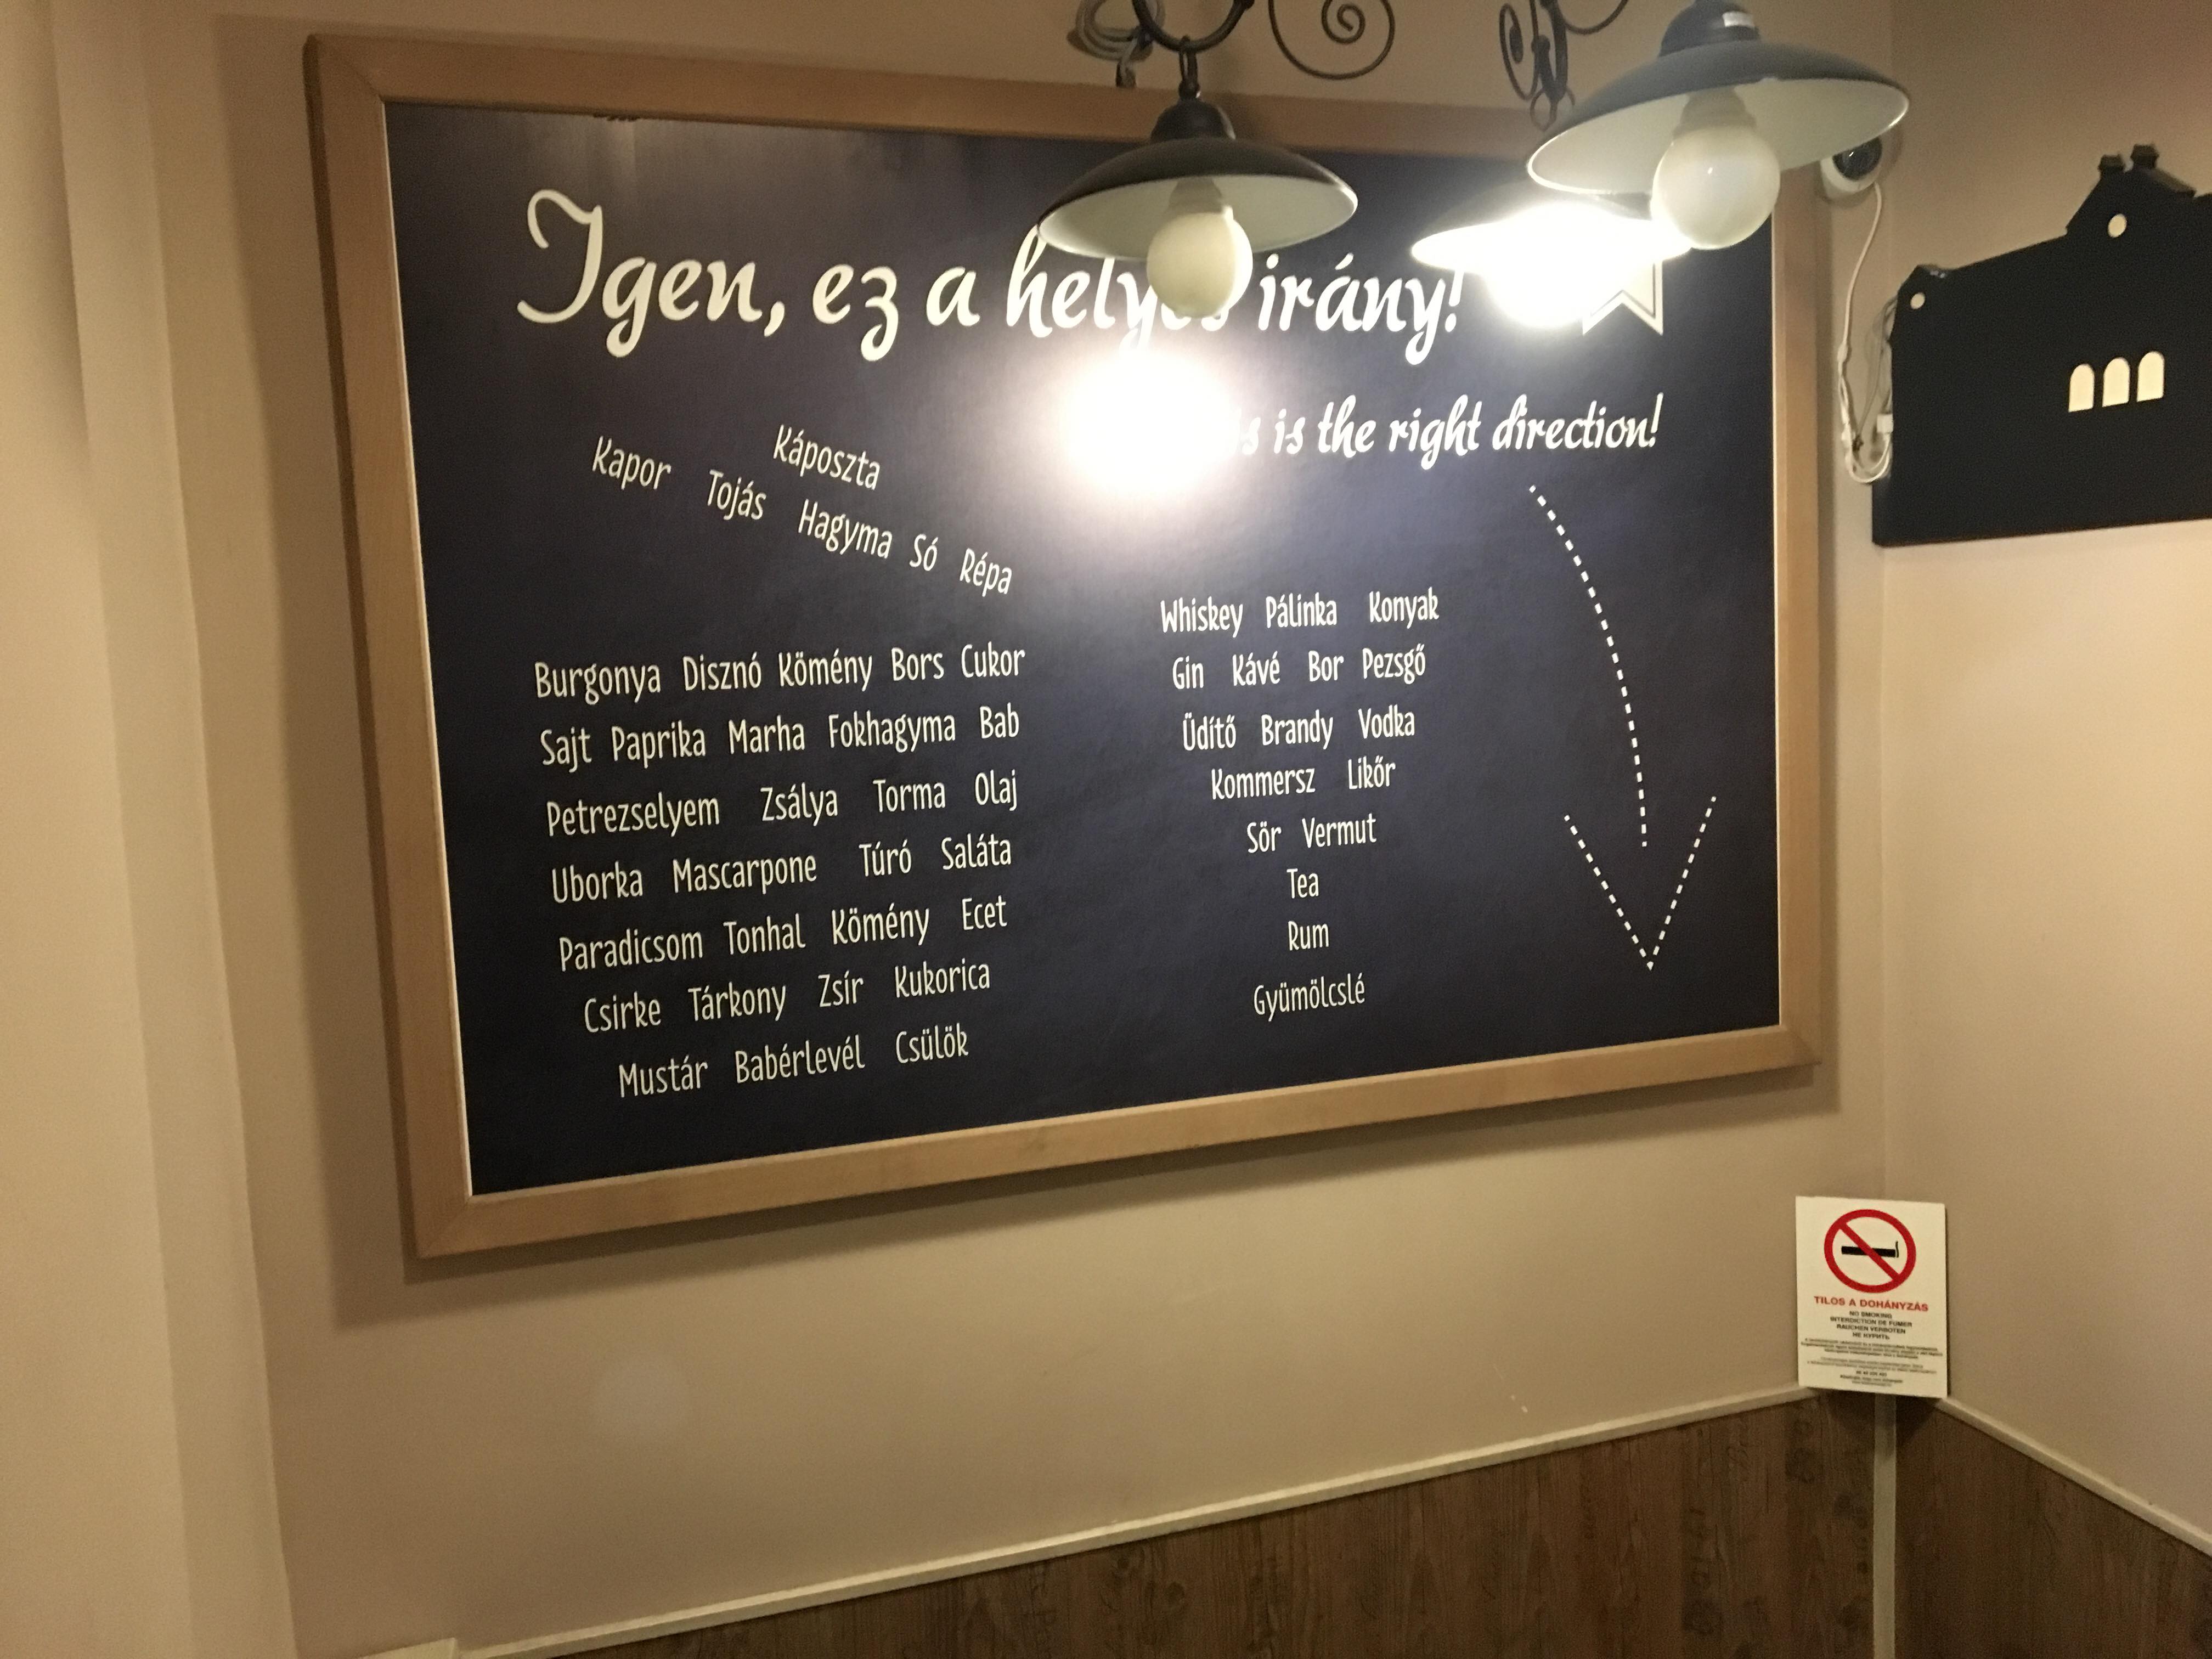 Igen, ez a helyes irány!
is the right direction!
Káposzta
Kapor Tojás Hagyma Só Répa
Burgonya Disznó Kömény Bors Cukor
Sajt Paprika Marha Fokhagyma Bab
Petrezselyem Zsálya Torma Olaj
Uborka Mascarpone Túró Saláta
Paradicsom Tonhal Kömény Ecet
Csirke Tárkony Zsír Kukorica
Mustár Babérlevél Csülök
Whiskey Pálinka Konyak
Gin Kávé Bor Pezsgő
Üdítő Brandy Vodka
Kommersz Likőr
Sör Vermut
Tea
Rum
Gyümölcslé
TILOS A DOHÁNYZÁS
NO SMOKING
INTERDICTION DE FUMER
RAUCHEN VERBOTEN
НЕ КУРИТЬ